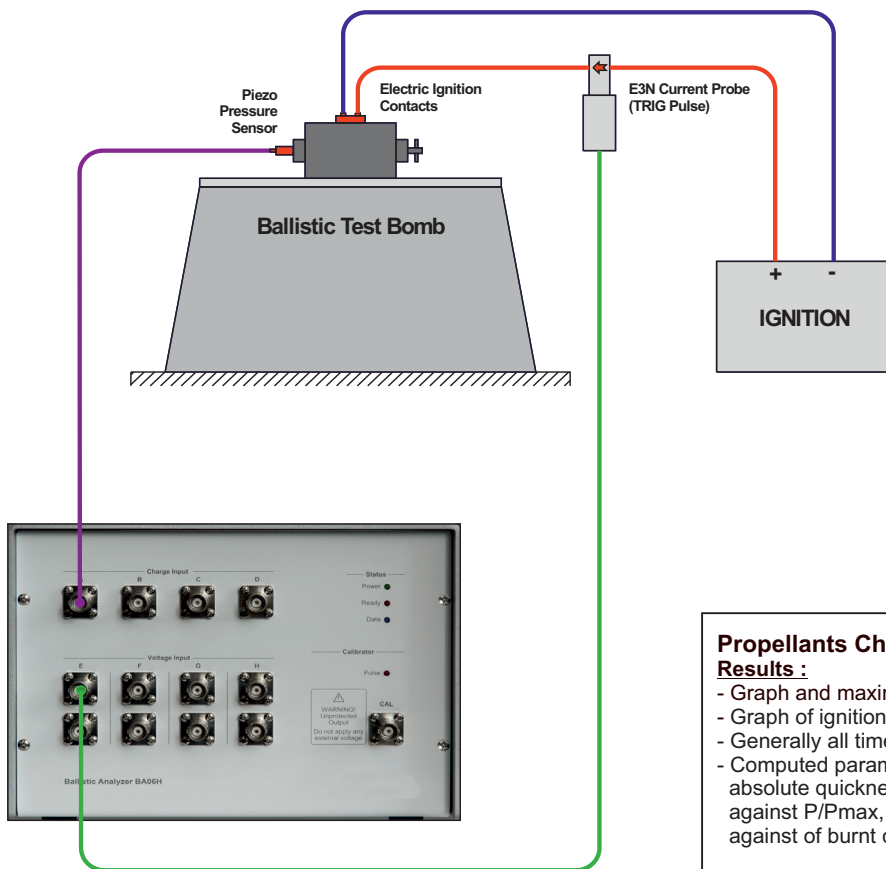 Piezo
Pressure
Sensor
Electric Ignition
Contacts
E3N Current Probe
(TRIG Pulse)
Ballistic Test Bomb
+ -
IGNITION
Charge Input
B C D
Status
Power
Ready
Data
Voltage Input
E F G H
Calibrator
Pulse
WARNING!
Unprotected
Output
Do not apply any
external voltage
CAL
Ballistic Analyzer BA06H
Propellants Ch
Results :
- Graph and maxim
- Graph of ignition
- Generally all time
- Computed param
absolute quickne
against P/Pmax,
against of burnt